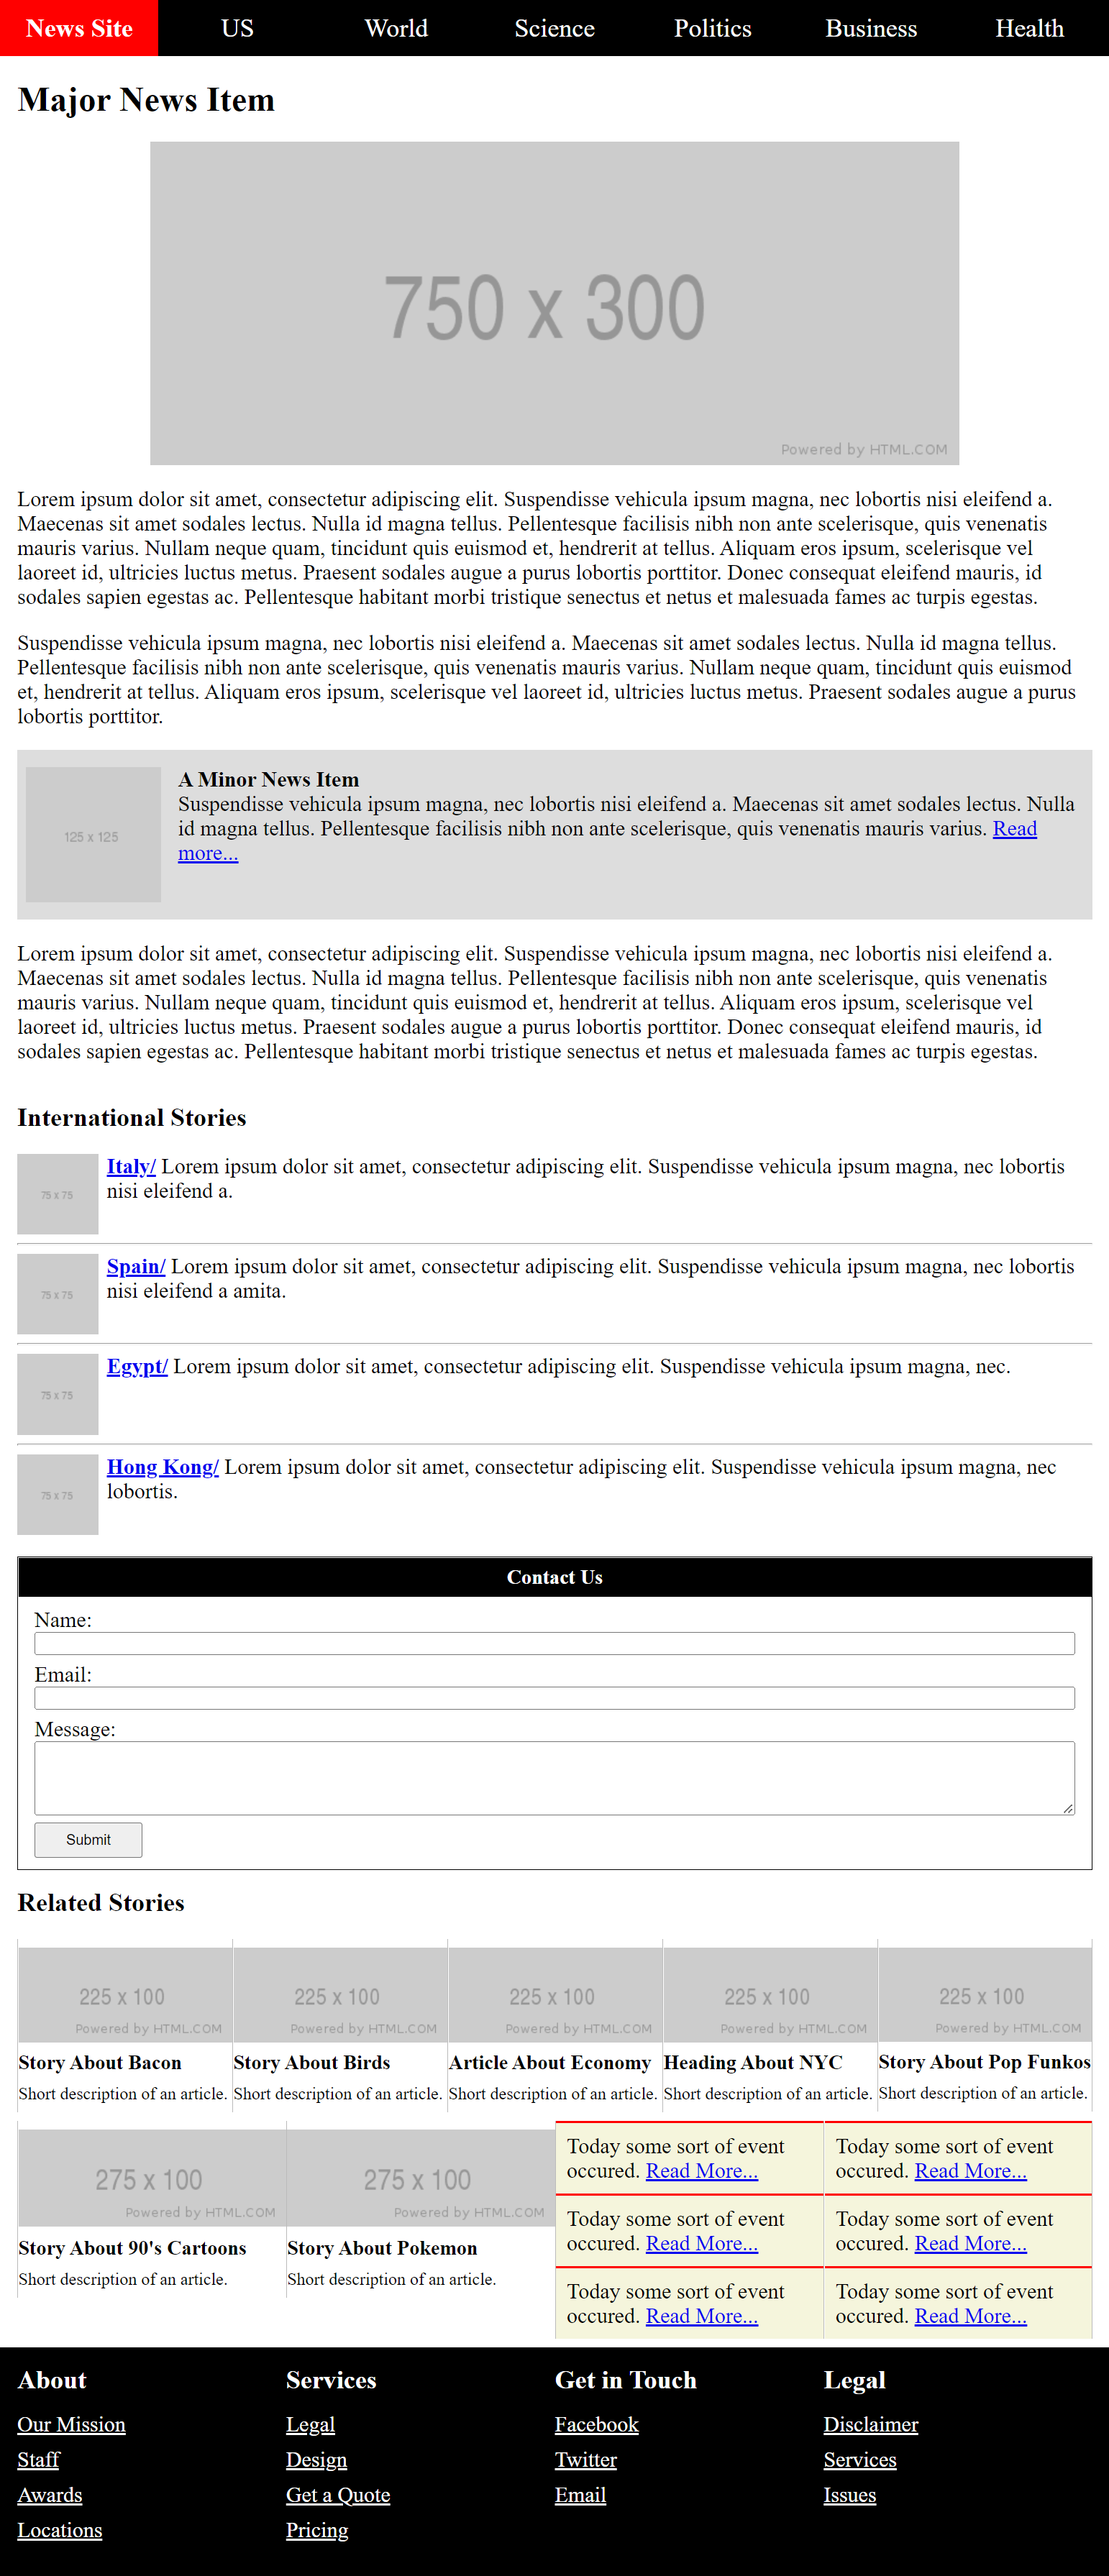 News Site US World Science Politics Business Health
Major News Item
750 x 300
Powered by HTML.COM
Lorem ipsum dolor sit amet, consectetur adipiscing elit. Suspendisse vehicula ipsum magna, nec lobortis nisi eleifend a.
Maecenas sit amet sodales lectus. Nulla id magna tellus. Pellentesque facilisis nibh non ante scelerisque, quis venenatis
mauris varius. Nullam neque quam, tincidunt quis euismod et, hendrerit at tellus. Aliquam eros ipsum, scelerisque vel
laoreet id, ultricies luctus metus. Praesent sodales augue a purus lobortis porttitor. Donec consequat eleifend mauris, id
sodales sapien egestas ac. Pellentesque habitant morbi tristique senectus et netus et malesuada fames ac turpis egestas.
Suspendisse vehicula ipsum magna, nec lobortis nisi eleifend a. Maecenas sit amet sodales lectus. Nulla id magna tellus.
Pellentesque facilisis nibh non ante scelerisque, quis venenatis mauris varius. Nullam neque quam, tincidunt quis euismod
et, hendrerit at tellus. Aliquam eros ipsum, scelerisque vel laoreet id, ultricies luctus metus. Praesent sodales augue a purus
lobortis porttitor.
125 x 125
A Minor News Item
Suspendisse vehicula ipsum magna, nec lobortis nisi eleifend a. Maecenas sit amet sodales lectus. Nulla
id magna tellus. Pellentesque facilisis nibh non ante scelerisque, quis venenatis mauris varius. Read
more...
Lorem ipsum dolor sit amet, consectetur adipiscing elit. Suspendisse vehicula ipsum magna, nec lobortis nisi eleifend a.
Maecenas sit amet sodales lectus. Nulla id magna tellus. Pellentesque facilisis nibh non ante scelerisque, quis venenatis
mauris varius. Nullam neque quam, tincidunt quis euismod et, hendrerit at tellus. Aliquam eros ipsum, scelerisque vel
laoreet id, ultricies luctus metus. Praesent sodales augue a purus lobortis porttitor. Donec consequat eleifend mauris, id
sodales sapien egestas ac. Pellentesque habitant morbi tristique senectus et netus et malesuada fames ac turpis egestas.
International Stories
75 x 75
Italy/ Lorem ipsum dolor sit amet, consectetur adipiscing elit. Suspendisse vehicula ipsum magna, nec lobortis
nisi eleifend a.
75 x 75
Spain/ Lorem ipsum dolor sit amet, consectetur adipiscing elit. Suspendisse vehicula ipsum magna, nec lobortis
nisi eleifend a amita.
75 x 75
Egypt/ Lorem ipsum dolor sit amet, consectetur adipiscing elit. Suspendisse vehicula ipsum magna, nec.
75 x 75
Hong Kong/ Lorem ipsum dolor sit amet, consectetur adipiscing elit. Suspendisse vehicula ipsum magna, nec
lobortis.
Contact Us
Name:
Email:
Message:
Submit
Related Stories
225 x 100 225 x 100 225 x 100 225 x 100 225 x 100
Powered by HTML.COM Powered by HTML.COM Powered by HTML.COM Powered by HTML.COM Powered by HTML.COM
Story About Bacon Story About Birds Article About Economy Heading About NYC Story About Pop Funkos
Short description of an article. Short description of an article. Short description of an article. Short description of an article. Short description of an article.
275 x 100 275 x 100
Powered by HTML.COM Powered by HTML.COM
Story About 90's Cartoons Story About Pokemon
Short description of an article. Short description of an article.
Today some sort of event Today some sort of event
occured. Read More... occured. Read More...
Today some sort of event Today some sort of event
occured. Read More... occured. Read More...
Today some sort of event Today some sort of event
occured. Read More... occured. Read More...
About Services Get in Touch Legal
Our Mission Legal Facebook Disclaimer
Staff Design Twitter Services
Awards Get a Quote Email Issues
Locations Pricing